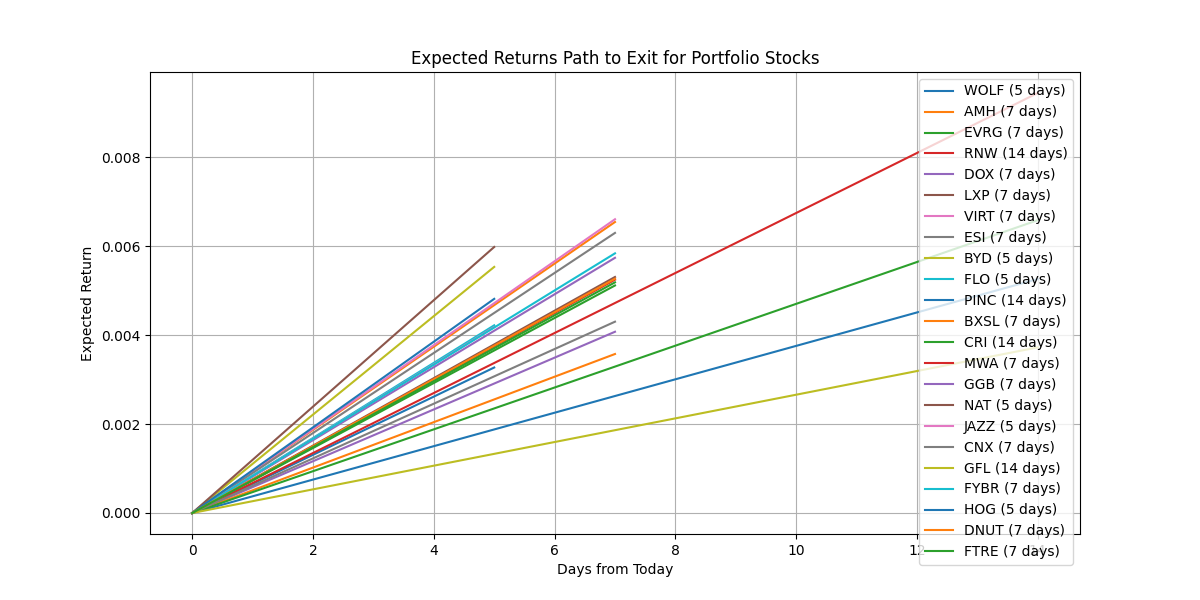 Expected Returns Path to Exit for Portfolio Stocks
Expected Return
0.008
0.006
0.004
0.002
0.000
0 2 4 6 8 10 12
Days from Today
WOLF (5 days)
AMH (7 days)
EVRG (7 days)
RNW (14 days)
DOX (7 days)
LXP (7 days)
VIRT (7 days)
ESI (7 days)
BYD (5 days)
FLO (5 days)
PINC (14 days)
BXSL (7 days)
CRI (14 days)
MWA (7 days)
GGB (7 days)
NAT (5 days)
JAZZ (5 days)
CNX (7 days)
GFL (14 days)
FYBR (7 days)
HOG (5 days)
DNUT (7 days)
FTRE (7 days)